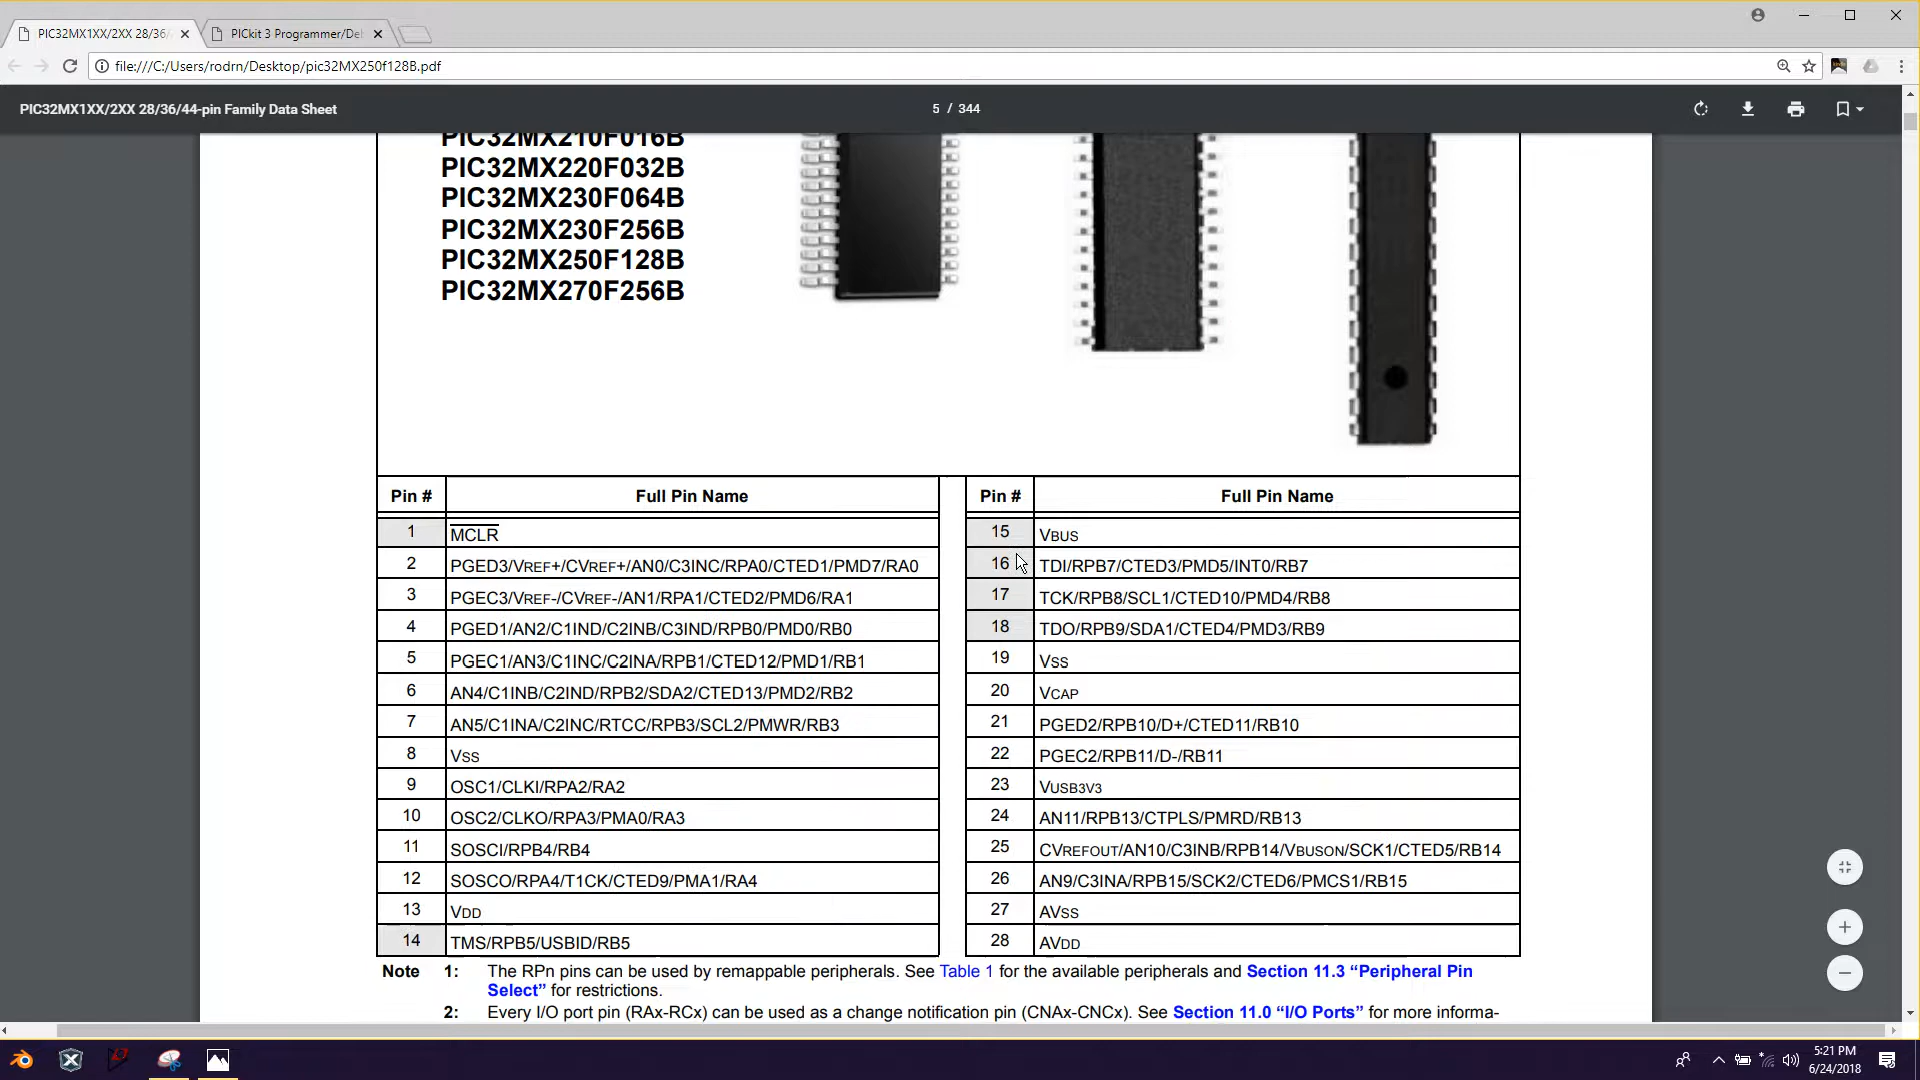 PIC32MX1XX/2XX 28/36/
PICkit 3 Programmer/De
file:///C:/Users/rodrn/Desktop/pic32MX250f128B.pdf
PIC32MX1XX/2XX 28/36/44-pin Family Data Sheet
5 / 344
PIC32MX210F016B
PIC32MX220F032B
PIC32MX230F064B
PIC32MX230F256B
PIC32MX250F128B
PIC32MX270F256B
Pin # Full Pin Name Pin # Full Pin Name
1 MCLR 15 VBUS
2 PGED3/VREF+/CVREF+/AN0/C3INC/RPA0/CTED1/PMD7/RA0 16 TDI/RPB7/CTED3/PMD5/INT0/RB7
3 PGEC3/VREF-/CVREF-/AN1/RPA1/CTED2/PMD6/RA1 17 TCK/RPB8/SCL1/CTED10/PMD4/RB8
4 PGED1/AN2/C1IND/C2INB/C3IND/RPB0/PMD0/RB0 18 TDO/RPB9/SDA1/CTED4/PMD3/RB9
5 PGEC1/AN3/C1INC/C2INA/RPB1/CTED12/PMD1/RB1 19 VSS
6 AN4/C1INB/C2IND/RPB2/SDA2/CTED13/PMD2/RB2 20 VCAP
7 AN5/C1INA/C2INC/RTCC/RPB3/SCL2/PMWR/RB3 21 PGED2/RPB10/D+/CTED11/RB10
8 VSS 22 PGEC2/RPB11/D-/RB11
9 OSC1/CLKI/RPA2/RA2 23 VUSB3V3
10 OSC2/CLKO/RPA3/PMA0/RA3 24 AN11/RPB13/CTPLS/PMRD/RB13
11 SOSCI/RPB4/RB4 25 CVREFOUT/AN10/C3INB/RPB14/VBUSON/SCK1/CTED5/RB14
12 SOSCO/RPA4/T1CK/CTED9/PMA1/RA4 26 AN9/C3INA/RPB15/SCK2/CTED6/PMCS1/RB15
13 VDD 27 AVSS
14 TMS/RPB5/USBID/RB5 28 AVDD
Note 1: The RPn pins can be used by remappable peripherals. See Table 1 for the available peripherals and Section 11.3 “Peripheral Pin
Select” for restrictions.
2: Every I/O port pin (RAx-RCx) can be used as a change notification pin (CNAx-CNCx). See Section 11.0 “I/O Ports” for more informa-
5:21 PM
6/24/2018